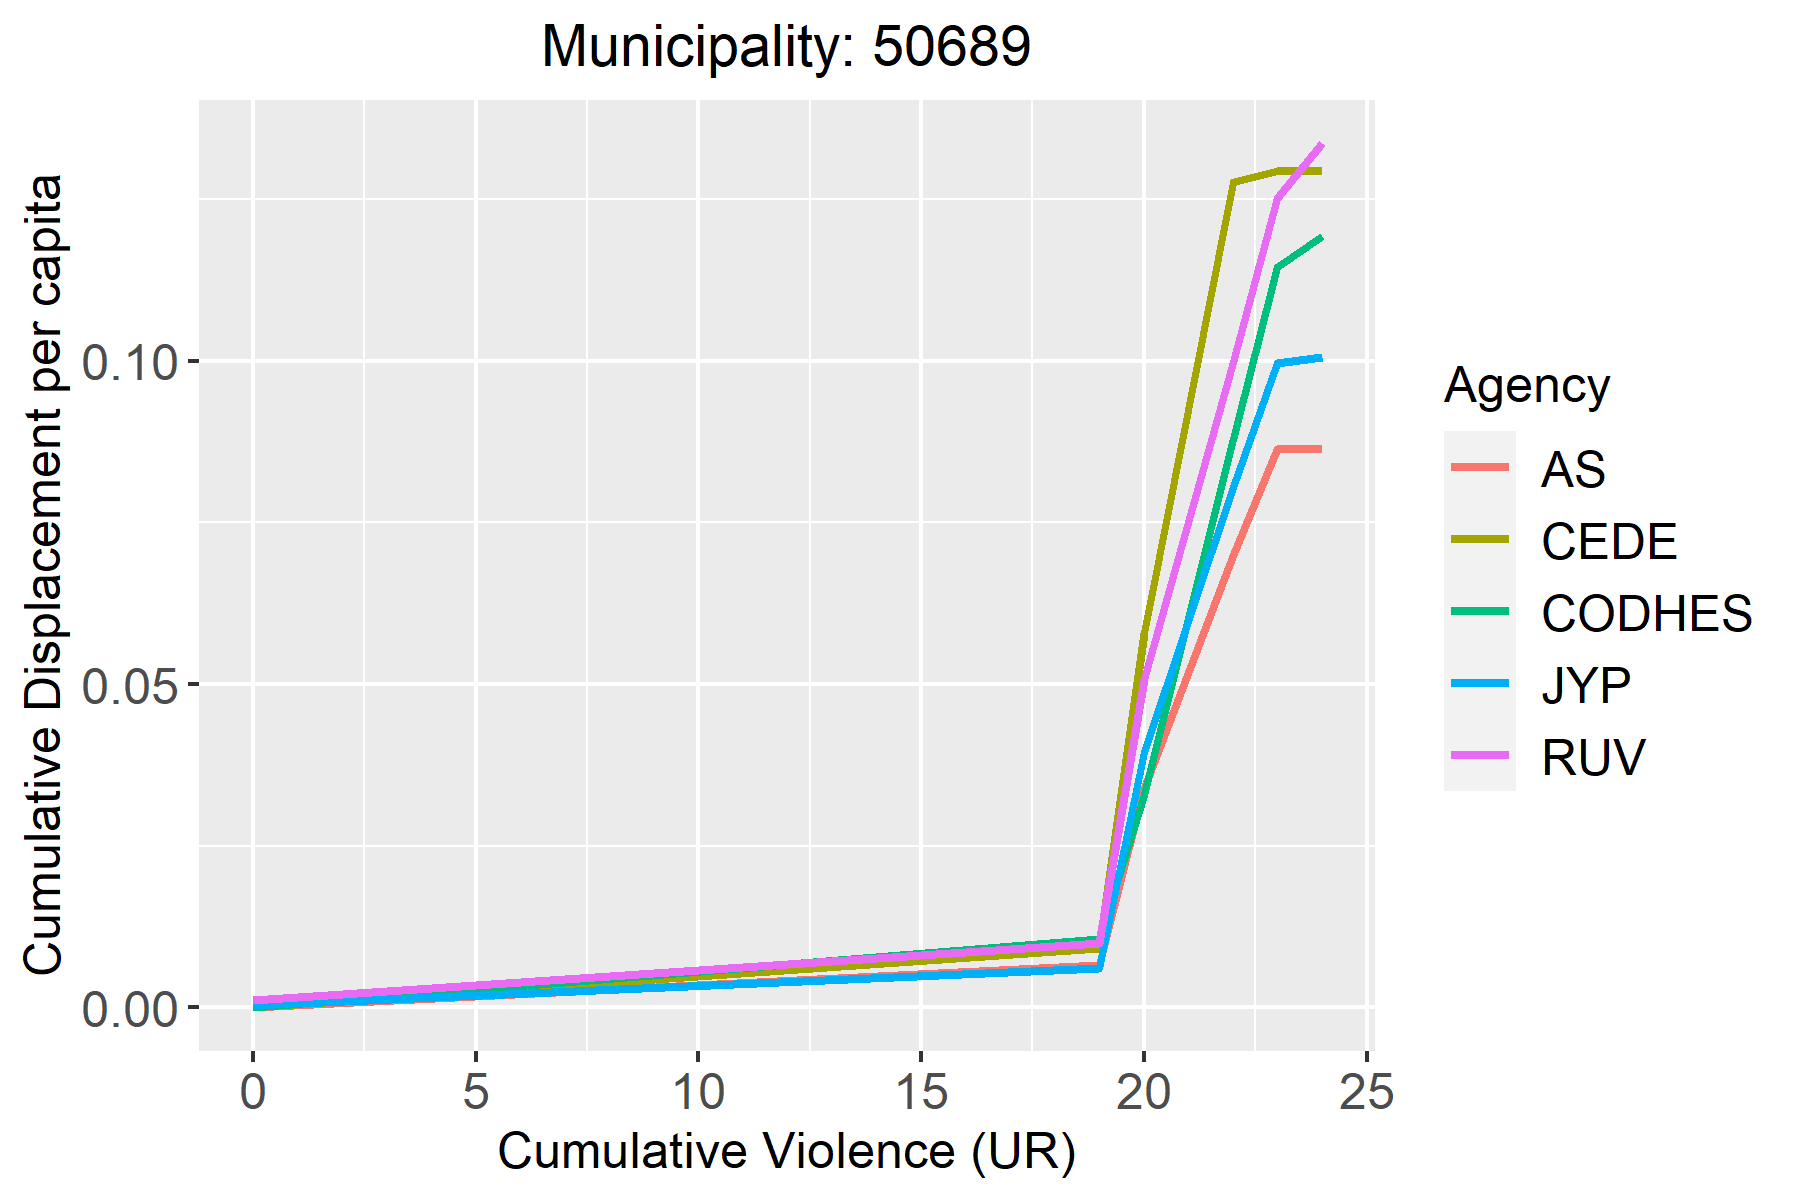 Municipality: 50689
Cumulative Displacement per capita
0.10
0.05
0.00
0 5 10 15 20 25
Cumulative Violence (UR)
Agency
AS
CEDE
CODHES
JYP
RUV